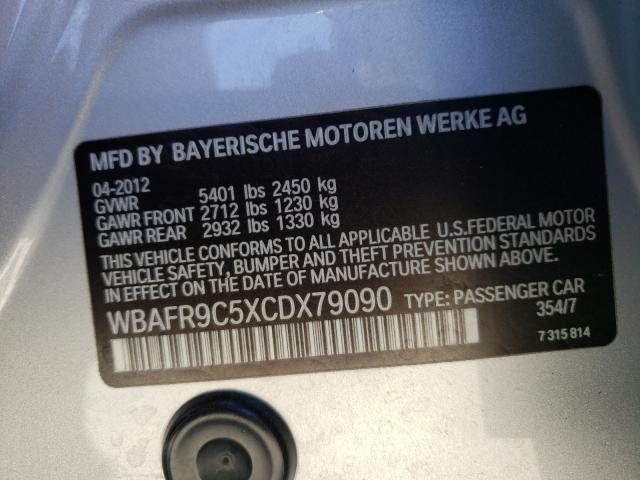 MFD BY BAYERISCHE MOTOREN WERKE AG
04-2012
GVWR 5401 lbs 2450 kg
GAWR FRONT 2712 lbs 1230 kg
GAWR REAR 2932 lbs 1330 kg
THIS VEHICLE CONFORMS TO ALL APPLICABLE U.S.FEDERAL MOTOR
VEHICLE SAFETY, BUMPER AND THEFT PREVENTION STANDARDS
IN EFFECT ON THE DATE OF MANUFACTURE SHOWN ABOVE.
WBAFR9C5XCDX79090 TYPE: PASSENGER CAR
354/7
7 315 814